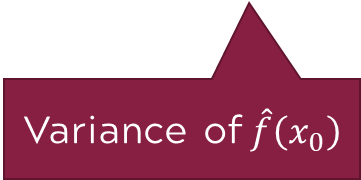 Variance of f̂(x₀)